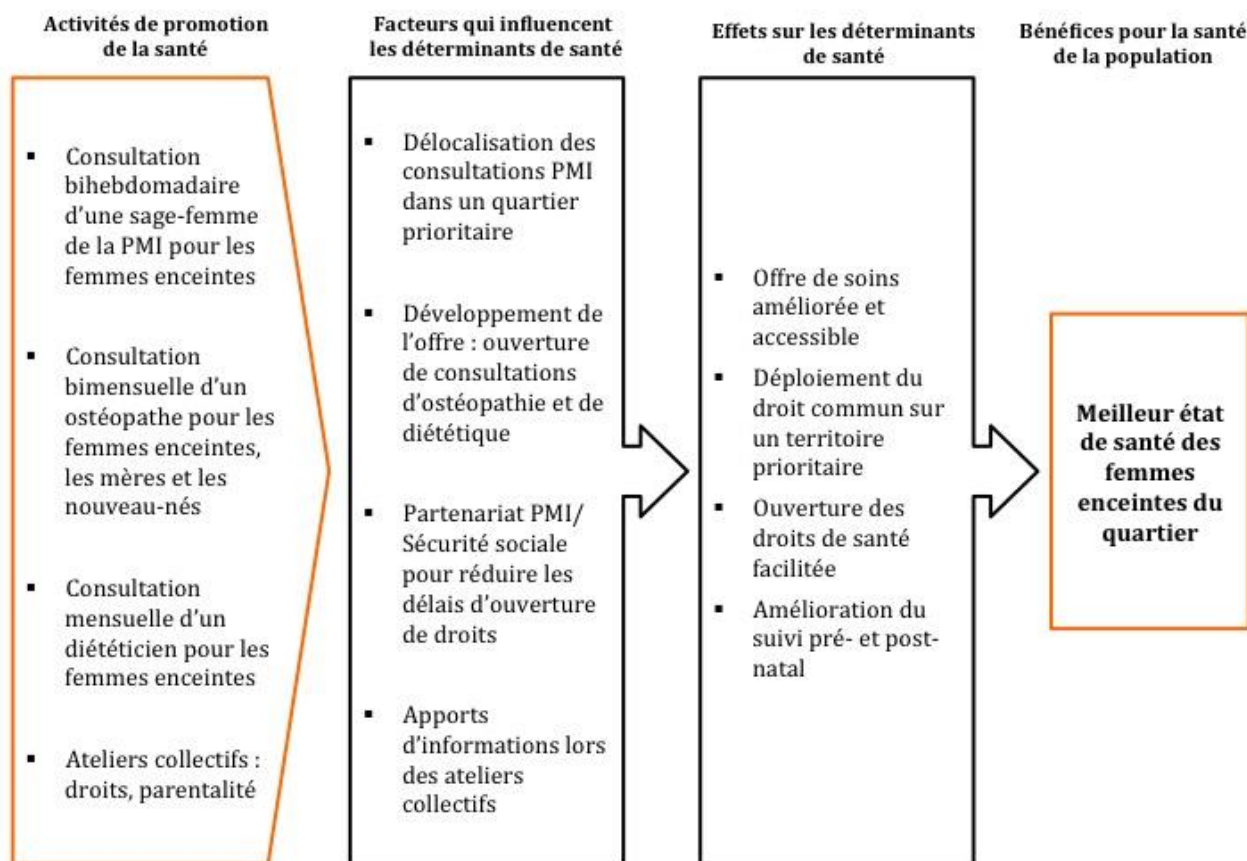 Activités de promotion
de la santé
Facteurs qui influencent
les déterminants de santé
Effets sur les déterminants
de santé
Bénéfices pour la santé
de la population
▪ Consultation
bihebdomadaire
d’une sage-femme
de la PMI pour les
femmes enceintes
▪ Consultation
bimensuelle d’un
ostéopathe pour les
femmes enceintes,
les mères et les
nouveau-nés
▪ Consultation
mensuelle d’un
diététicien pour les
femmes enceintes
▪ Ateliers collectifs :
droits, parentalité
▪ Délocalisation des
consultations PMI
dans un quartier
prioritaire
▪ Développement de
l’offre : ouverture
de consultations
d’ostéopathie et de
diététique
▪ Partenariat PMI/
Sécurité sociale
pour réduire les
délais d’ouverture
de droits
▪ Apports
d’informations lors
des ateliers
collectifs
▪ Offre de soins
améliorée et
accessible
▪ Déploiement du
droit commun sur
un territoire
prioritaire
▪ Ouverture des
droits de santé
facilitée
▪ Amélioration du
suivi pré- et post-
natal
Meilleur état
de santé des
femmes
enceintes du
quartier